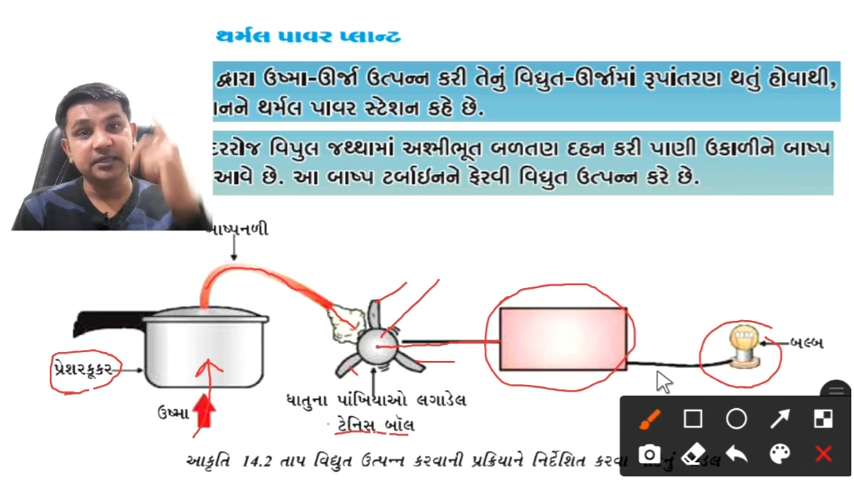 થર્મલ પાવર પ્લાન્ટ
દ્વારા ઉષ્મા-ઊર્જા ઉત્પન્ન કરી તેનું વિદ્યુત-ઊર્જામાં રૂપાંતરણ થતું હોવાથી,
ાનને થર્મલ પાવર સ્ટેશન કહે છે.
દરરોજ વિપુલ જથ્થામાં અશ્મીભૂત બળતણ દહન કરી પાણી ઉકાળીને બાષ્પ
આવે છે. આ બાષ્પ ટર્બાઇનને ફેરવી વિદ્યુત ઉત્પન્ન કરે છે.
બાષ્પનળી
બલ્બ
પ્રેશરકૂકર
ઉષ્મા
ધાતુના પાંખિયાઓ લગાડેલ
ટેનિસ બૉલ
આકૃતિ 14.2 તાપ વિદ્યુત ઉત્પન્ન કરવાની પ્રક્રિયાને નિર્દેશિત કરવા